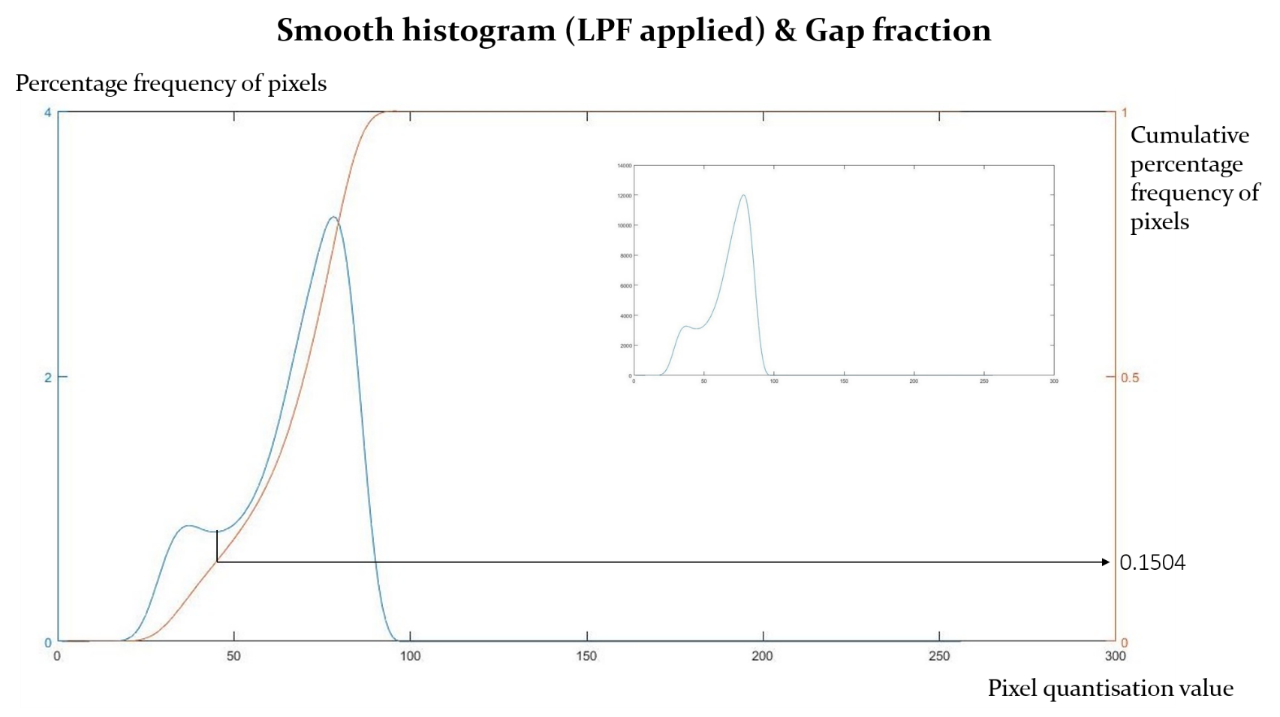 Smooth histogram (LPF applied) & Gap fraction
Percentage frequency of pixels
4
2
0
0 50 100 150 200 250 300
1
0.5
0
Cumulative
percentage
frequency of
pixels
14000
12000
10000
8000
6000
4000
2000
0
0 50 100 150 200 250 300
0.1504
Pixel quantisation value